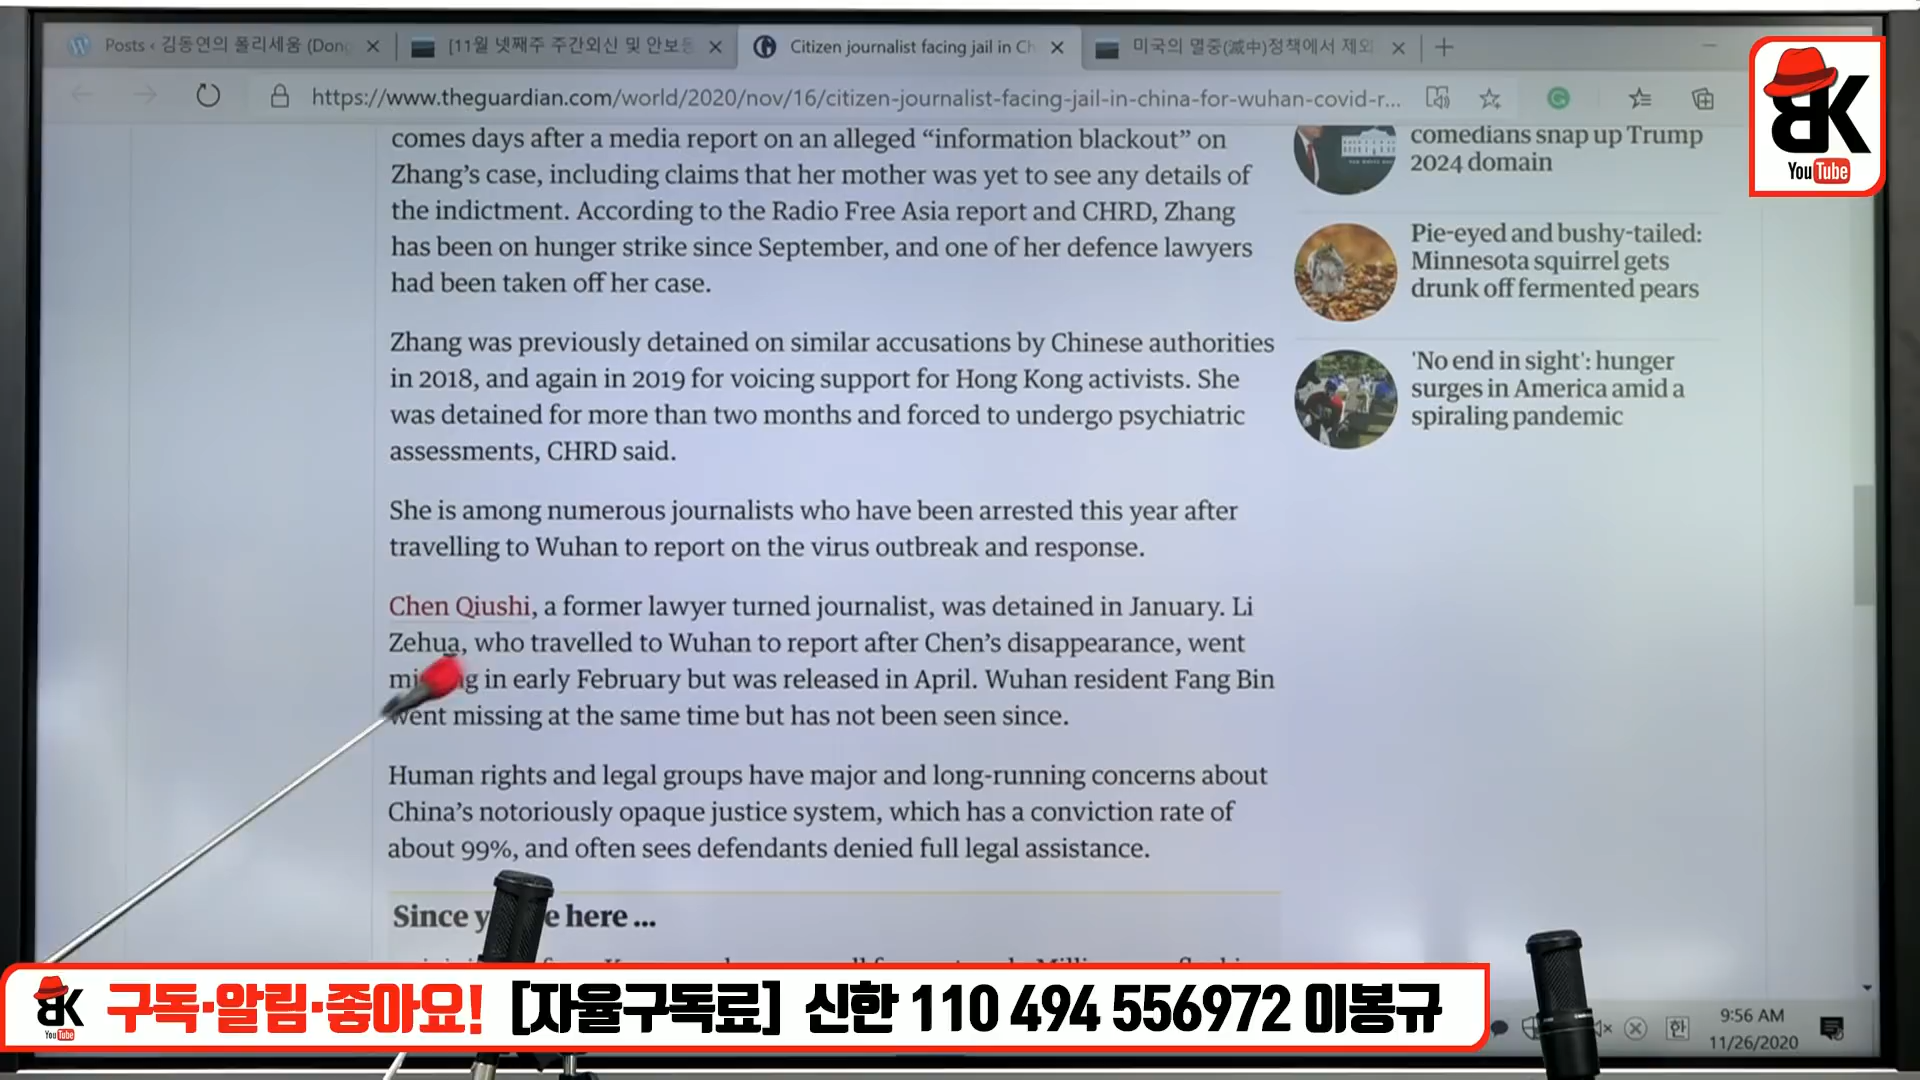 Posts ‹ 김동연의 폴리세움 (Don
[11월 넷째주 주간외신 및 안보동
Citizen journalist facing jail in Ch
미국의 멸중(滅中)정책에서 제외
https://www.theguardian.com/world/2020/nov/16/citizen-journalist-facing-jail-in-china-for-wuhan-covid-r...
BK
YouTube
comes days after a media report on an alleged “information blackout” on
Zhang’s case, including claims that her mother was yet to see any details of
the indictment. According to the Radio Free Asia report and CHRD, Zhang
has been on hunger strike since September, and one of her defence lawyers
had been taken off her case.
Zhang was previously detained on similar accusations by Chinese authorities
in 2018, and again in 2019 for voicing support for Hong Kong activists. She
was detained for more than two months and forced to undergo psychiatric
assessments, CHRD said.
She is among numerous journalists who have been arrested this year after
travelling to Wuhan to report on the virus outbreak and response.
Chen Qiushi, a former lawyer turned journalist, was detained in January. Li
Zehua, who travelled to Wuhan to report after Chen’s disappearance, went
in early February but was released in April. Wuhan resident Fang Bin
went missing at the same time but has not been seen since.
Human rights and legal groups have major and long-running concerns about
China’s notoriously opaque justice system, which has a conviction rate of
about 99%, and often sees defendants denied full legal assistance.
Since here ...
comedians snap up Trump
2024 domain
Pie-eyed and bushy-tailed:
Minnesota squirrel gets
drunk off fermented pears
'No end in sight': hunger
surges in America amid a
spiraling pandemic
BK
YouTube
구독·알림·좋아요! [자율구독료] 신한 110 494 556972 이봉규
한
9:56 AM
11/26/2020